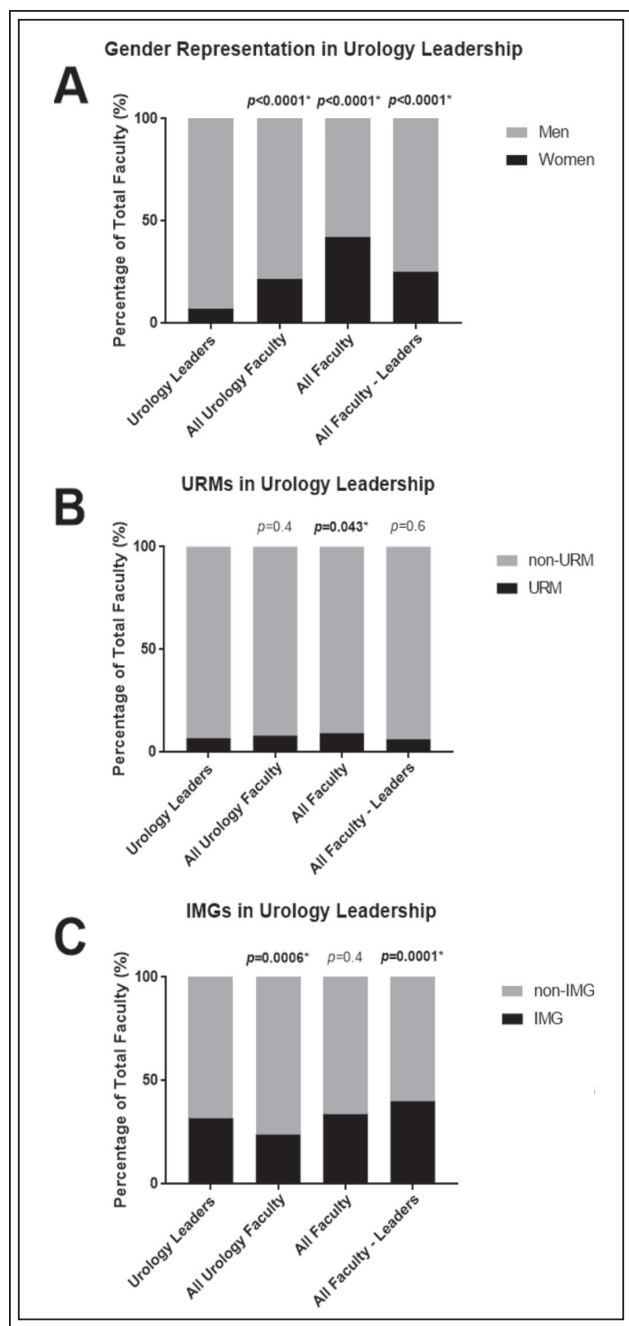 Gender Representation in Urology Leadership
A
p<0.0001* p<0.0001* p<0.0001*
Percentage of Total Faculty (%)
100
50
0
Men
Women
Urology Leaders
All Urology Faculty
All Faculty
All Faculty - Leaders
URMs in Urology Leadership
B
p=0.4 p=0.043* p=0.6
Percentage of Total Faculty (%)
100
50
0
non-URM
URM
Urology Leaders
All Urology Faculty
All Faculty
All Faculty - Leaders
IMGs in Urology Leadership
C
p=0.0006* p=0.4 p=0.0001*
Percentage of Total Faculty (%)
100
50
0
non-IMG
IMG
Urology Leaders
All Urology Faculty
All Faculty
All Faculty - Leaders